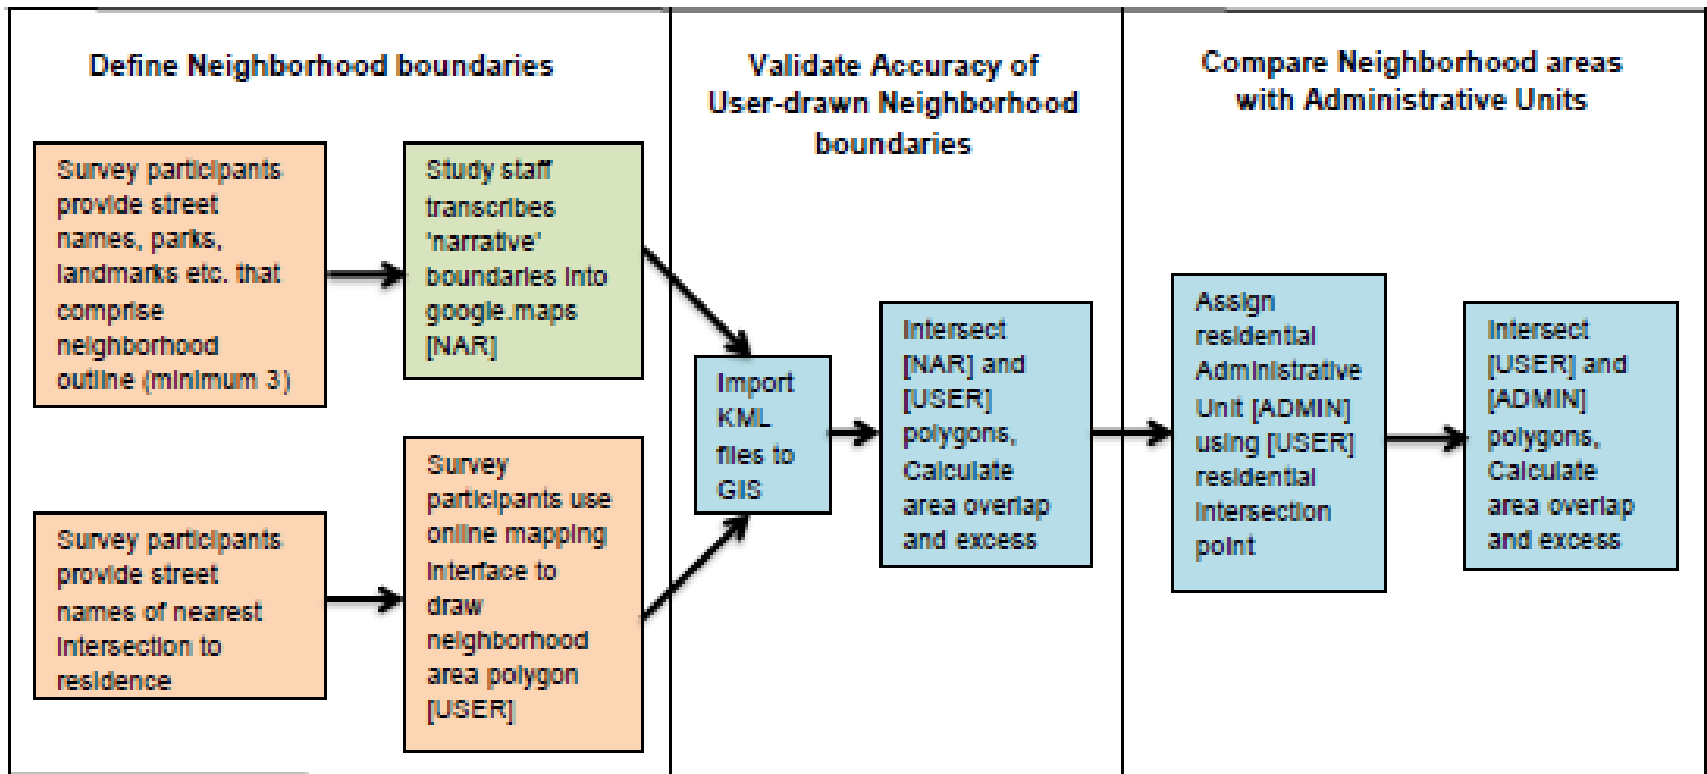 Define Neighborhood boundaries
Survey participants
provide street
names, parks,
landmarks etc. that
comprise
neighborhood
outline (minimum 3)
Study staff
transcribes
'narrative'
boundaries into
google.maps
[NAR]
Survey participants
provide street
names of nearest
intersection to
residence
Survey
participants use
online mapping
interface to
draw
neighborhood
area polygon
[USER]
Validate Accuracy of
User-drawn Neighborhood
boundaries
Import
KML
files to
GIS
Intersect
[NAR] and
[USER]
polygons,
Calculate
area overlap
and excess
Compare Neighborhood areas
with Administrative Units
Assign
residential
Administrative
Unit [ADMIN]
using [USER]
residential
intersection
point
Intersect
[USER] and
[ADMIN]
polygons,
Calculate
area overlap
and excess